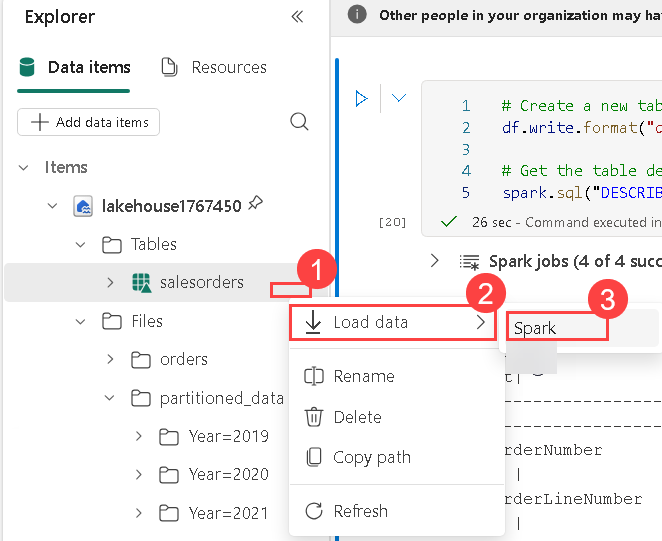 Explorer
Data items
Resources
Add data items
Items
lakehouse1767450
Tables
salesorders
Files
orders
partitioned_data
Year=2019
Year=2020
Year=2021
1
2
3
Load data
Spark
Rename
Delete
Copy path
Refresh
Other people in your organization may hav
1 # Create a new tab
2 df.write.format("d
3
4 # Get the table de
5 spark.sql("DESCRIB
[20]
26 sec - Command executed in
Spark jobs (4 of 4 succ
t|
--------------------
rderNumber
|
rderLineNumber
|